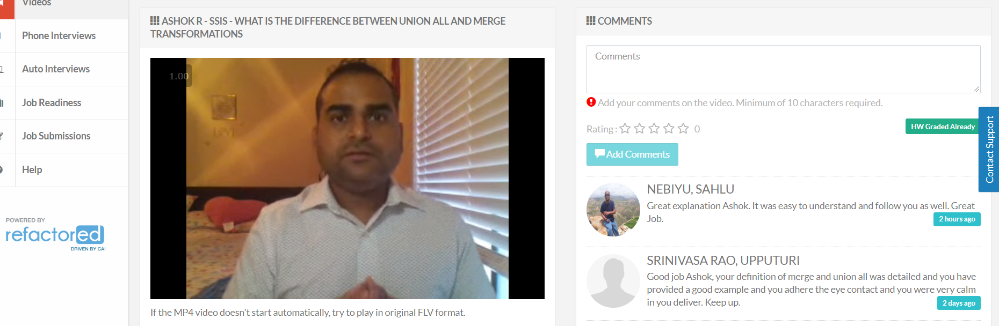 Videos
Phone Interviews
Auto Interviews
Job Readiness
Job Submissions
Help
POWERED BY
refactored
DRIVEN BY CAI
ASHOK R - SSIS - WHAT IS THE DIFFERENCE BETWEEN UNION ALL AND MERGE
TRANSFORMATIONS
1.00
If the MP4 video doesn't start automatically, try to play in original FLV format.
COMMENTS
Comments
Add your comments on the video. Minimum of 10 characters required.
Rating : 0
HW Graded Already
Add Comments
Contact Support
NEBIYU, SAHLU
Great explanation Ashok. It was easy to understand and follow you as well. Great
Job.
2 hours ago
SRINIVASA RAO, UPPUTURI
Good job Ashok, your definition of merge and union all was detailed and you have
provided a good example and you adhere the eye contact and you were very calm
in you deliver. Keep up.
2 days ago